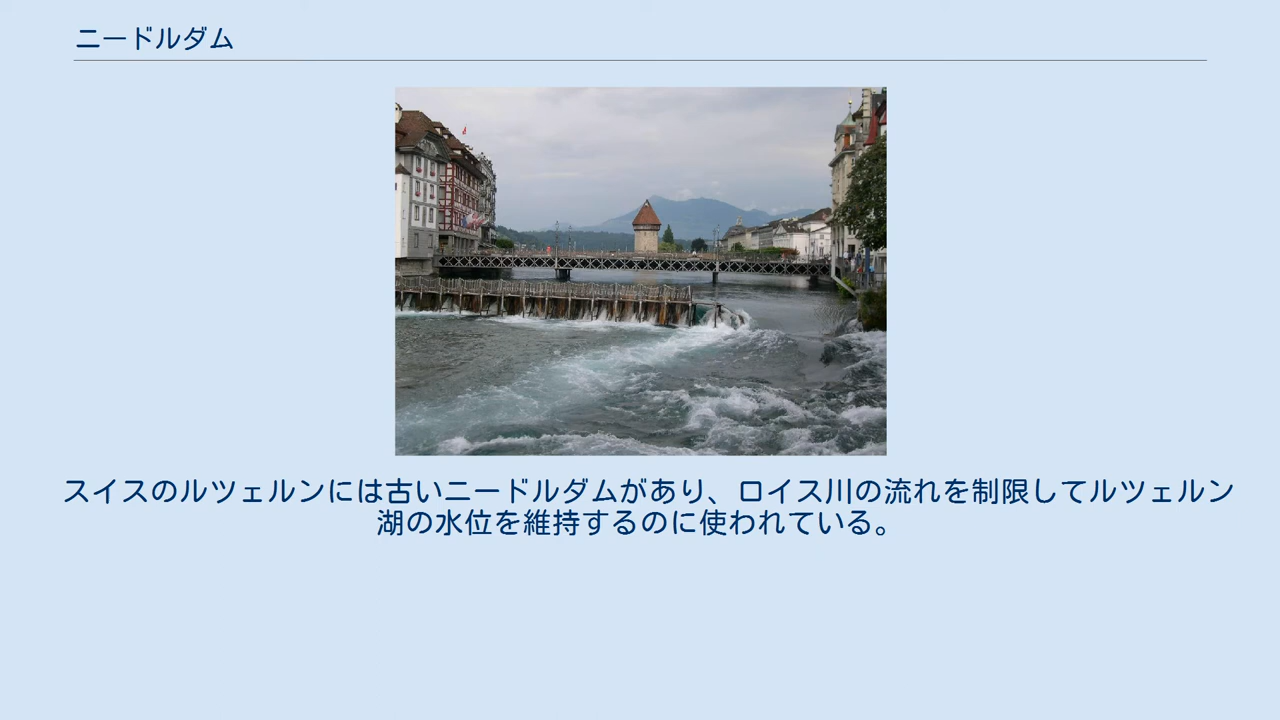 ニードルダム
スイスのルツェルンには古いニードルダムがあり、ロイス川の流れを制限してルツェルン
湖の水位を維持するのに使われている。